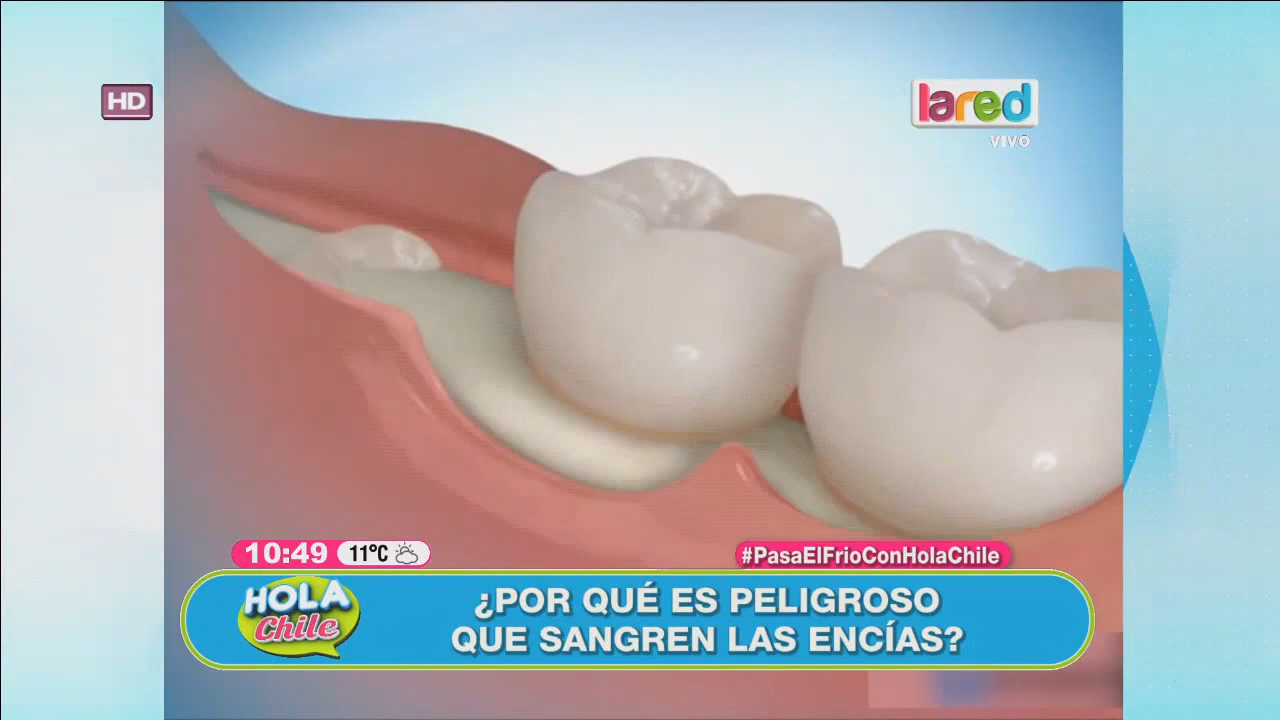 HD
lared
VIVO
10:49 11°C
#PasaElFrioConHolaChile
HOLA
Chile
¿POR QUÉ ES PELIGROSO
QUE SANGREN LAS ENCÍAS?